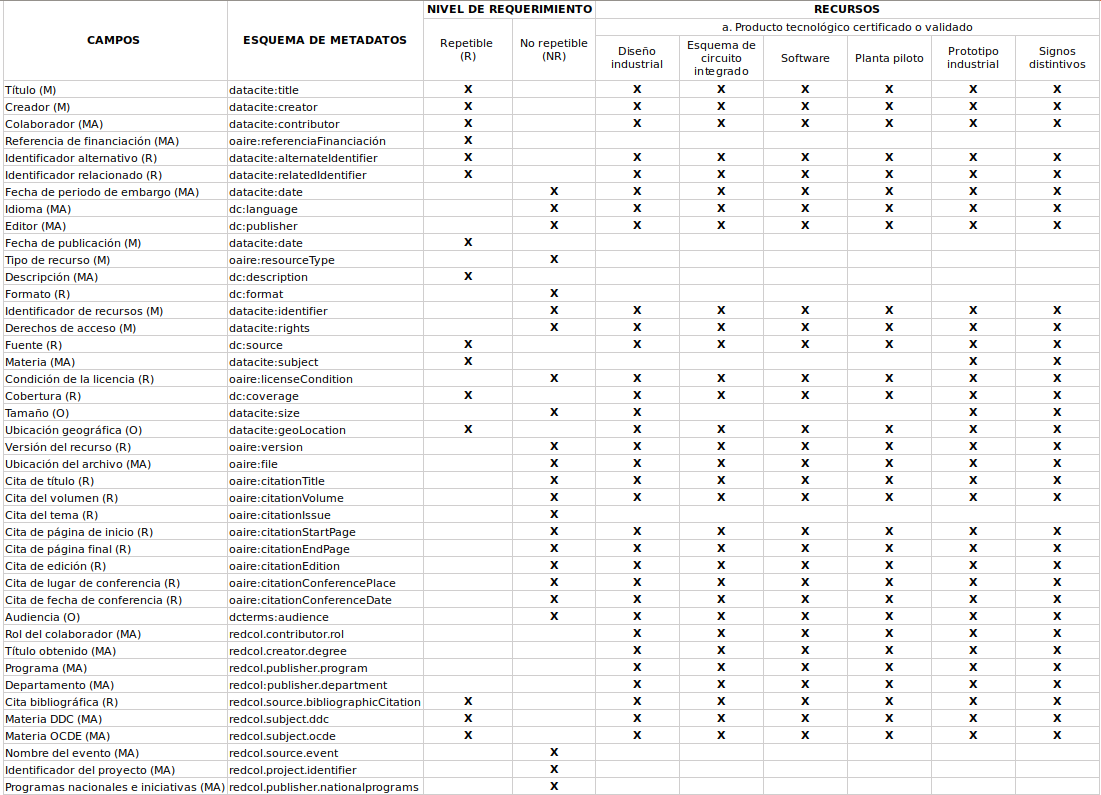 NIVEL DE REQUERIMIENTO RECURSOS
a. Producto tecnológico certificado o validado
CAMPOS ESQUEMA DE METADATOS Repetible (R) No repetible (NR) Diseño industrial Esquema de circuito integrado Software Planta piloto Prototipo industrial Signos distintivos
Título (M) datacite:title X X X X X X X
Creador (M) datacite:creator X X X X X X X
Colaborador (MA) datacite:contributor X X X X X X X
Referencia de financiación (MA) oaire:referenciaFinanciación X
Identificador alternativo (R) datacite:alternateIdentifier X X X X X X X
Identificador relacionado (R) datacite:relatedIdentifier X X X X X X X
Fecha de periodo de embargo (MA) datacite:date X X X X X X X
Idioma (MA) dc:language X X X X X X X
Editor (MA) dc:publisher X X X X X X X
Fecha de publicación (M) datacite:date X
Tipo de recurso (M) oaire:resourceType X
Descripción (MA) dc:description X
Formato (R) dc:format X
Identificador de recursos (M) datacite:identifier X X X X X X X
Derechos de acceso (M) datacite:rights X X X X X X X
Fuente (R) dc:source X X X X X X X
Materia (MA) datacite:subject X X X
Condición de la licencia (R) oaire:licenseCondition X X X X X X X
Cobertura (R) dc:coverage X X X X X X X
Tamaño (O) datacite:size X X X X
Ubicación geográfica (O) datacite:geoLocation X X X X X X X
Versión del recurso (R) oaire:version X X X X X X X
Ubicación del archivo (MA) oaire:file X X X X X X X
Cita de título (R) oaire:citationTitle X X X X X X X
Cita del volumen (R) oaire:citationVolume X X X X X X X
Cita del tema (R) oaire:citationIssue X
Cita de página de inicio (R) oaire:citationStartPage X X X X X X X
Cita de página final (R) oaire:citationEndPage X X X X X X X
Cita de edición (R) oaire:citationEdition X X X X X X X
Cita de lugar de conferencia (R) oaire:citationConferencePlace X X X X X X X
Cita de fecha de conferencia (R) oaire:citationConferenceDate X X X X X X X
Audiencia (O) dcterms:audience X X X X X X X
Rol del colaborador (MA) redcol.contributor.rol X X X X X X
Título obtenido (MA) redcol.creator.degree X X X X X X
Programa (MA) redcol.publisher.program X X X X X X
Departamento (MA) redcol:publisher.department X X X X X X
Cita bibliográfica (R) redcol.source.bibliographicCitation X X X X X X X
Materia DDC (MA) redcol.subject.ddc X X X X X X X
Materia OCDE (MA) redcol.subject.ocde X X X X X X X
Nombre del evento (MA) redcol.source.event X
Identificador del proyecto (MA) redcol.project.identifier X
Programas nacionales e iniciativas (MA) redcol.publisher.nationalprograms X